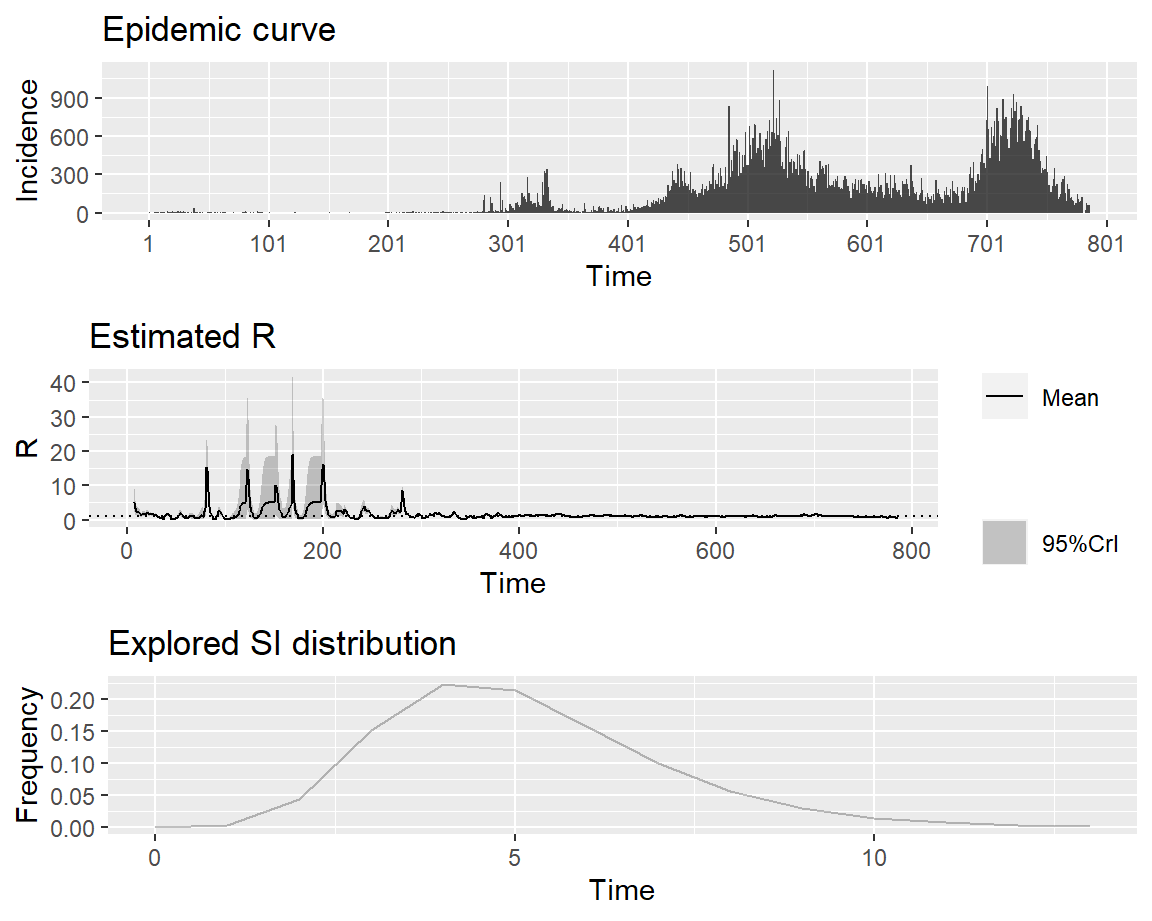 Epidemic curve
Incidence
900
600
300
0
1 101 201 301 401 501 601 701 801
Time
Estimated R
R
40
30
20
10
0
0 200 400 600 800
Time
Mean
95%CrI
Explored SI distribution
Frequency
0.20
0.15
0.10
0.05
0.00
0 5 10
Time